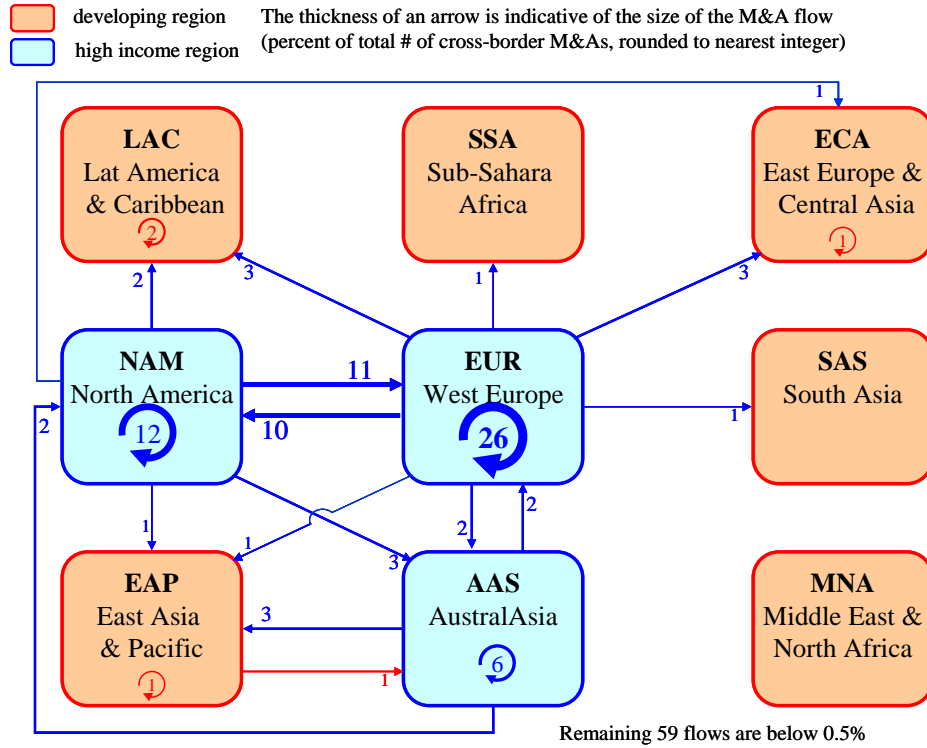 developing region
The thickness of an arrow is indicative of the size of the M&A flow
high income region
(percent of total # of cross-border M&As, rounded to nearest integer)
1
LAC
Lat America
& Caribbean
2
SSA
Sub-Sahara
Africa
ECA
East Europe &
Central Asia
1
2
3
1
3
NAM
North America
12
11
10
EUR
West Europe
26
SAS
South Asia
1
2
1
1
3
2
2
EAP
East Asia
& Pacific
1
3
1
AAS
AustralAsia
6
MNA
Middle East &
North Africa
Remaining 59 flows are below 0.5%